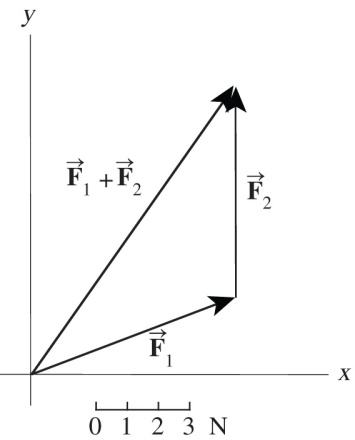 y
F⃗₁ + F⃗₂
F⃗₂
F⃗₁
x
0 1 2 3 N